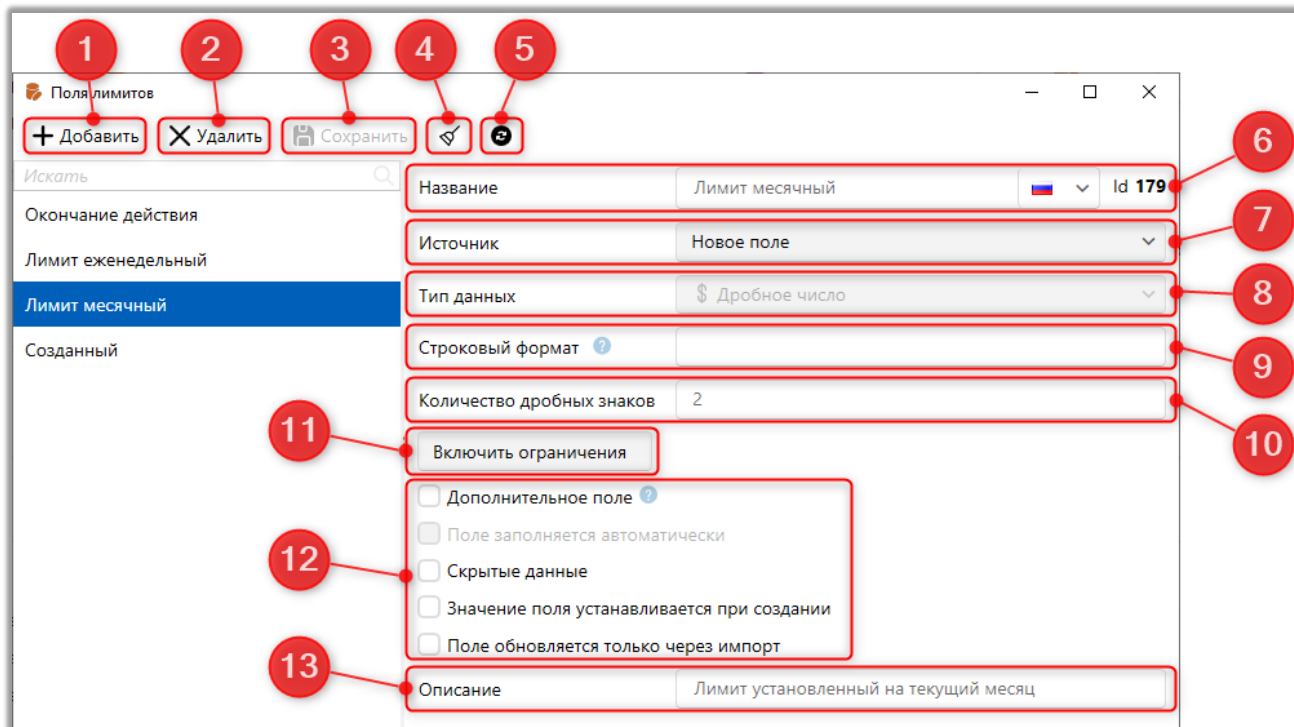 1 2 3 4 5
Поля лимитов
Добавить Удалить Сохранить
Искать
Окончание действия
Лимит еженедельный
Лимит месячный
Созданный
Название Лимит месячный Id 179 6
Источник Новое поле 7
Тип данных $ Дробное число 8
Строковый формат ? 9
Количество дробных знаков 2 10
11 Включить ограничения
Дополнительное поле ?
Поле заполняется автоматически
12 Скрытые данные
Значение поля устанавливается при создании
Поле обновляется только через импорт
13 Описание Лимит установленный на текущий месяц